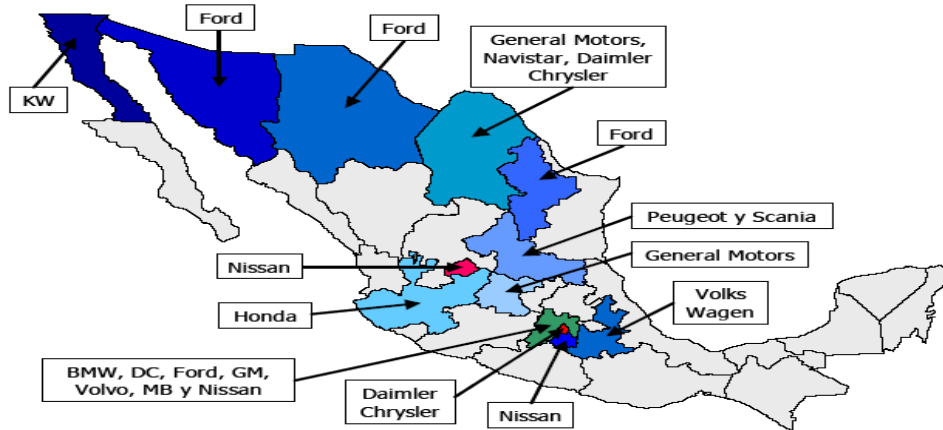 Ford
Ford
General Motors,
Navistar, Daimler
Chrysler
KW
Ford
Peugeot y Scania
Nissan
General Motors
Honda
Volks
Wagen
BMW, DC, Ford, GM,
Volvo, MB y Nissan
Daimler
Chrysler
Nissan